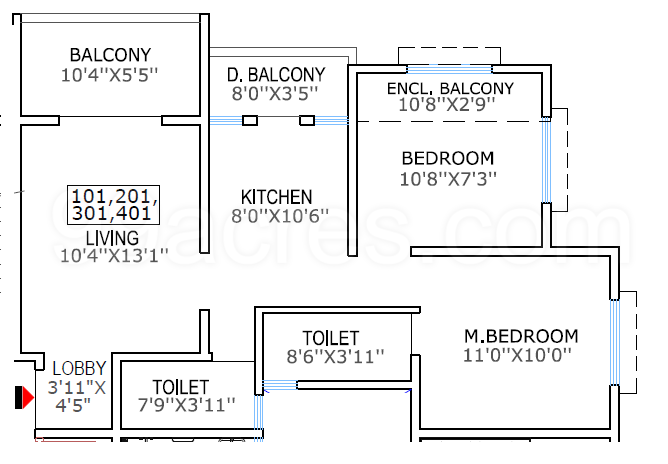 BALCONY
10'4"X5'5"
D. BALCONY
8'0"X3'5"
ENCL. BALCONY
10'8"X2'9"
BEDROOM
10'8"X7'3"
KITCHEN
8'0"X10'6"
101,201,
301,401
LIVING
10'4"X13'1"
TOILET
8'6"X3'11"
M.BEDROOM
11'0"X10'0"
LOBBY
3'11"X
4'5"
TOILET
7'9"X3'11"